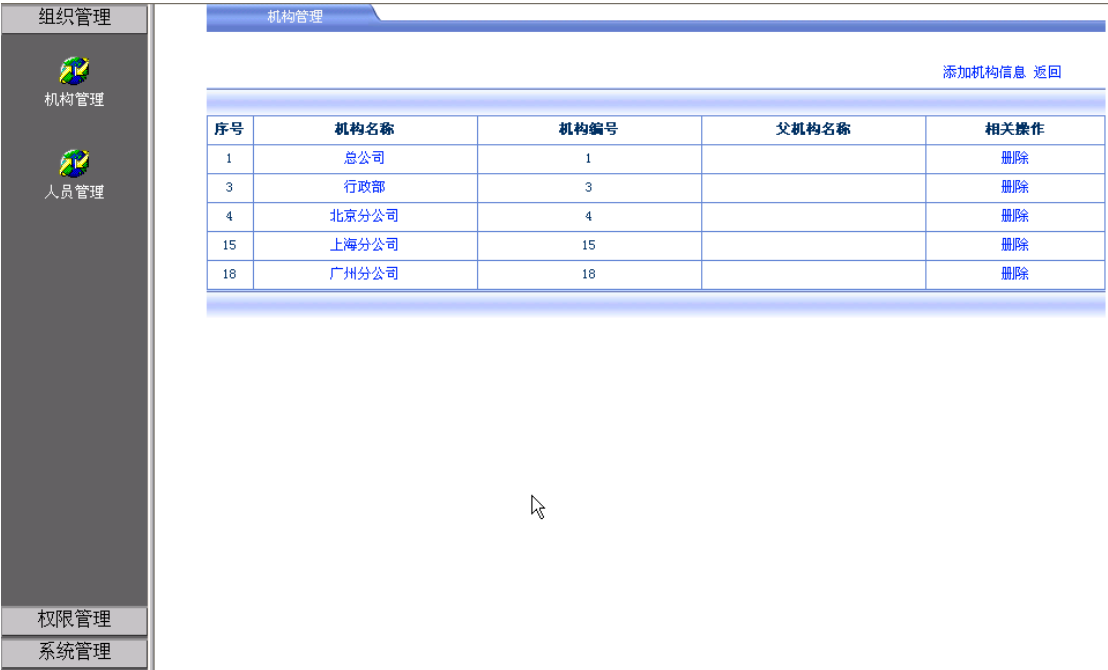 组织管理
机构管理
人员管理
权限管理
系统管理
机构管理
添加机构信息 返回
序号 机构名称 机构编号 父机构名称 相关操作
1 总公司 1 删除
3 行政部 3 删除
4 北京分公司 4 删除
15 上海分公司 15 删除
18 广州分公司 18 删除